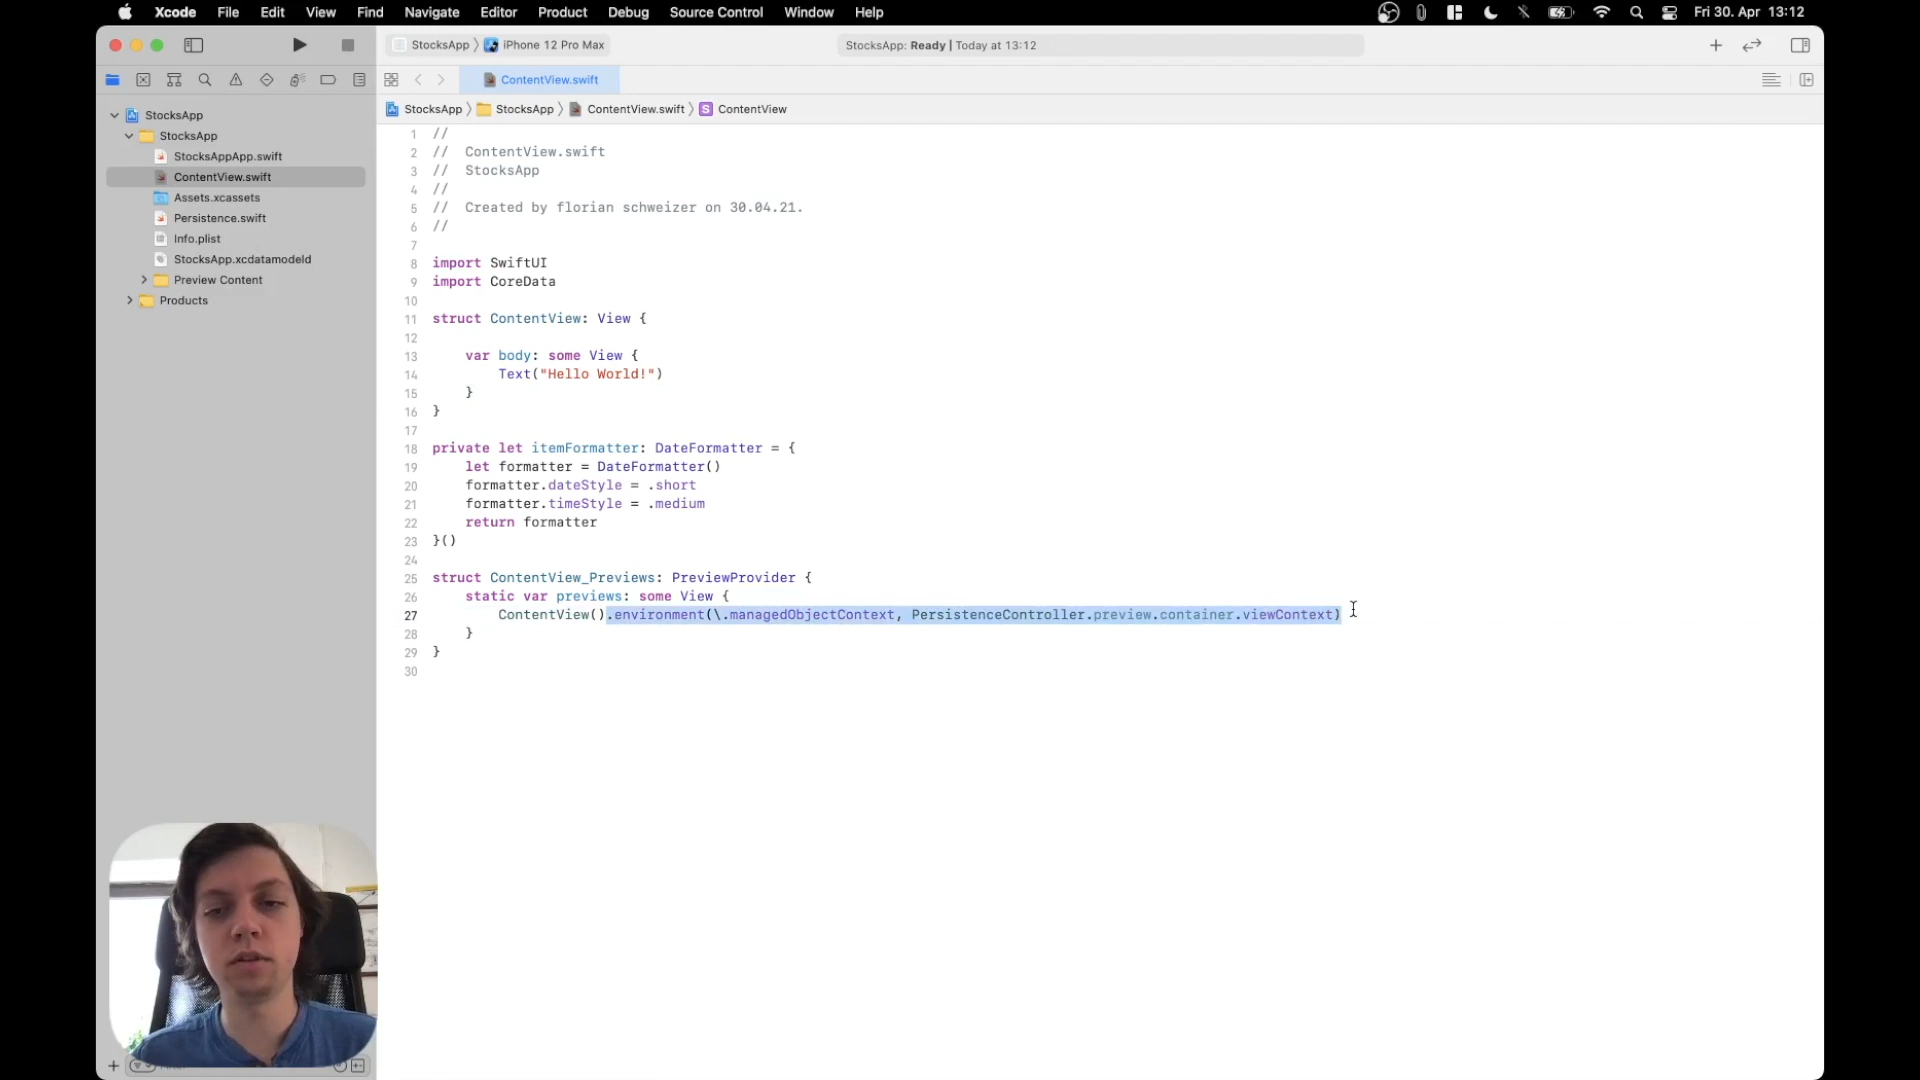 Xcode File Edit View Find Navigate Editor Product Debug Source Control Window Help Fri 30. Apr 13:12
StocksApp iPhone 12 Pro Max StocksApp: Ready | Today at 13:12
ContentView.swift
StocksApp StocksApp ContentView.swift S ContentView
StocksApp
StocksApp
StocksAppApp.swift
ContentView.swift
Assets.xcassets
Persistence.swift
Info.plist
StocksApp.xcdatamodeld
Preview Content
Products
1 //
2 //  ContentView.swift
3 //  StocksApp
4 //
5 //  Created by florian schweizer on 30.04.21.
6 //
7
8 import SwiftUI
9 import CoreData
10
11 struct ContentView: View {
12
13     var body: some View {
14         Text("Hello World!")
15     }
16 }
17
18 private let itemFormatter: DateFormatter = {
19     let formatter = DateFormatter()
20     formatter.dateStyle = .short
21     formatter.timeStyle = .medium
22     return formatter
23 }()
24
25 struct ContentView_Previews: PreviewProvider {
26     static var previews: some View {
27         ContentView().environment(\.managedObjectContext, PersistenceController.preview.container.viewContext)
28     }
29 }
30